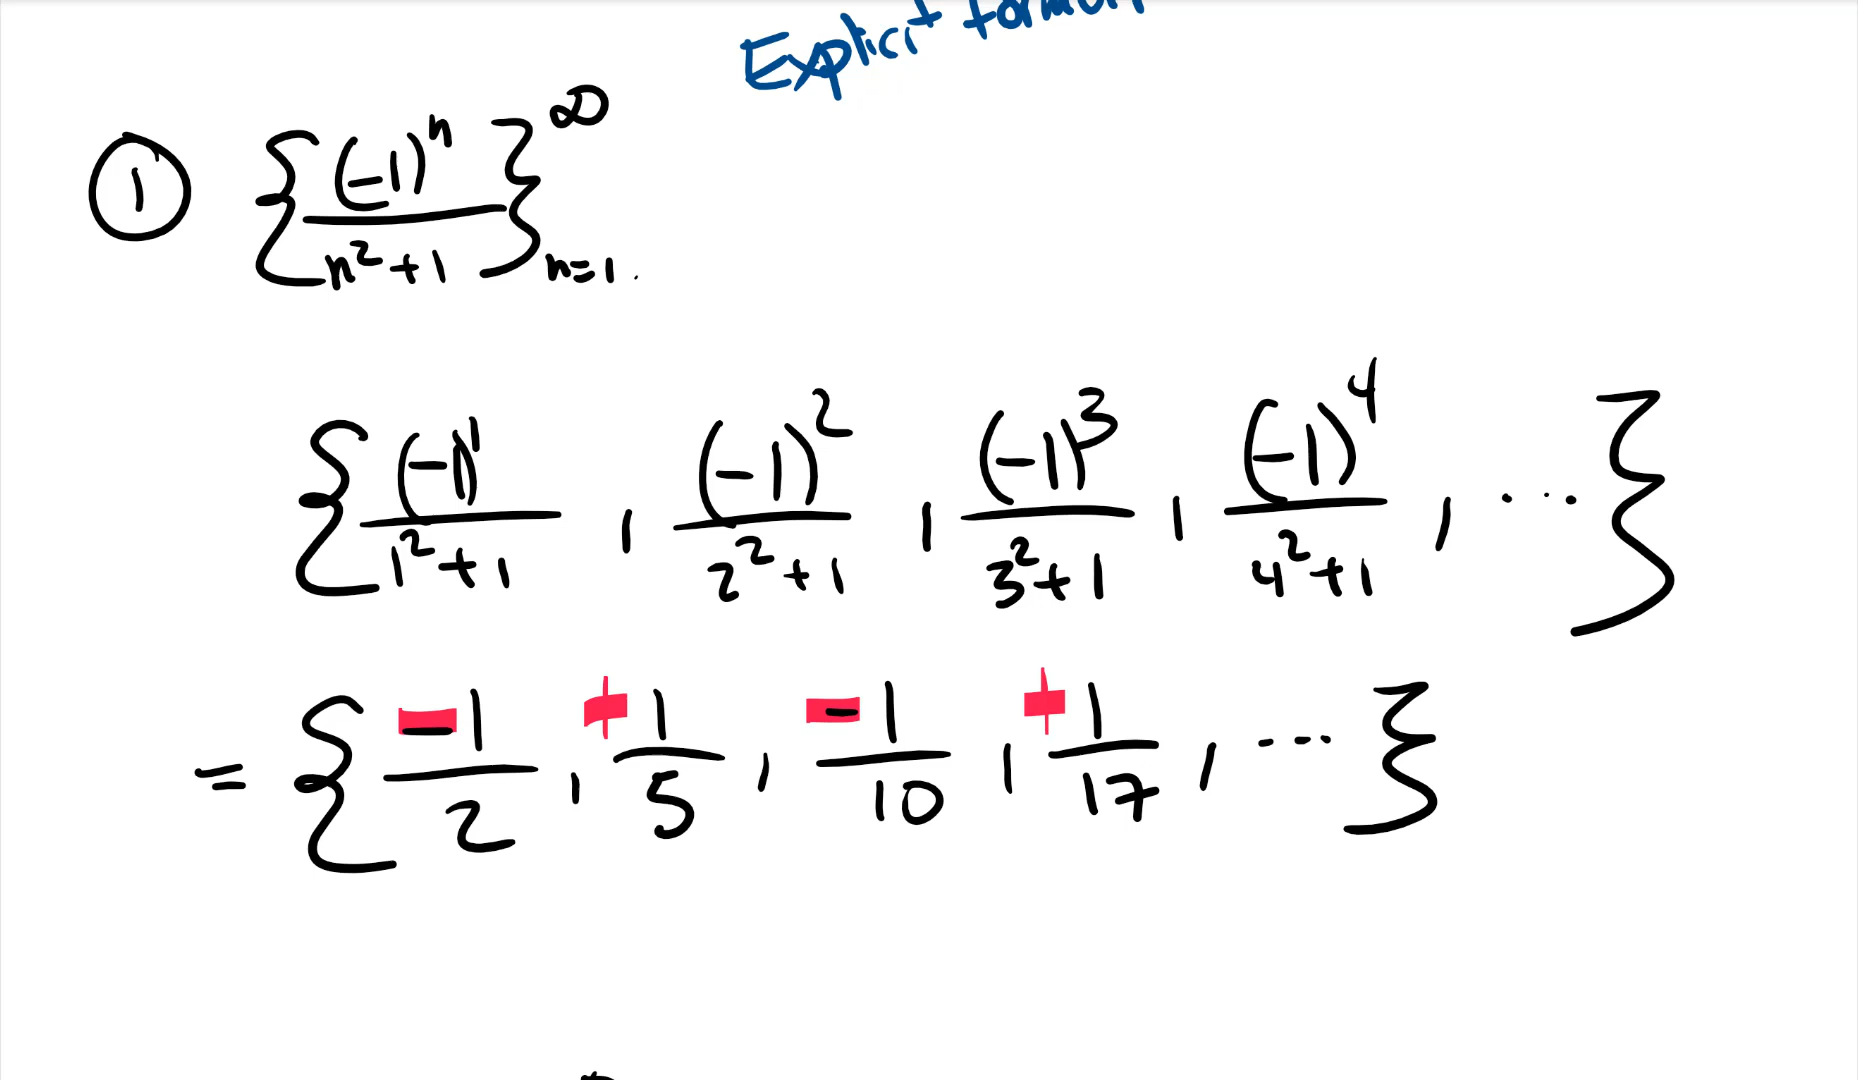 Explicit formul
① { (-1)^n / n^2+1 }_{n=1}^∞ .
{ (-1)^1 / 1^2+1 , (-1)^2 / 2^2+1 , (-1)^3 / 3^2+1 , (-1)^4 / 4^2+1 , ... }
= { -1/2 , +1/5 , -1/10 , +1/17 , ... }